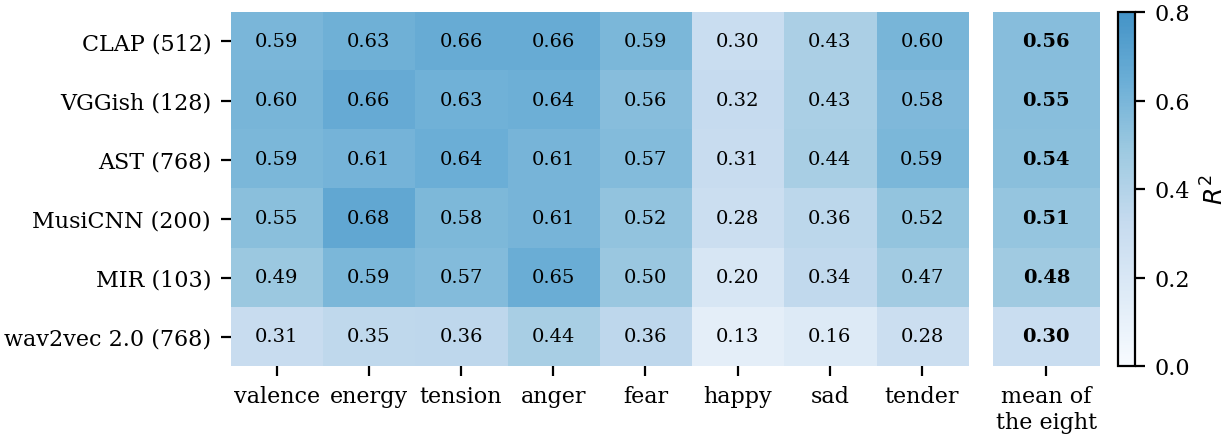 CLAP (512) 0.59 0.63 0.66 0.66 0.59 0.30 0.43 0.60 0.56
VGGish (128) 0.60 0.66 0.63 0.64 0.56 0.32 0.43 0.58 0.55
AST (768) 0.59 0.61 0.64 0.61 0.57 0.31 0.44 0.59 0.54
MusiCNN (200) 0.55 0.68 0.58 0.61 0.52 0.28 0.36 0.52 0.51
MIR (103) 0.49 0.59 0.57 0.65 0.50 0.20 0.34 0.47 0.48
wav2vec 2.0 (768) 0.31 0.35 0.36 0.44 0.36 0.13 0.16 0.28 0.30
valence energy tension anger fear happy sad tender mean of
the eight
0.8
0.6
0.4
0.2
0.0
R²